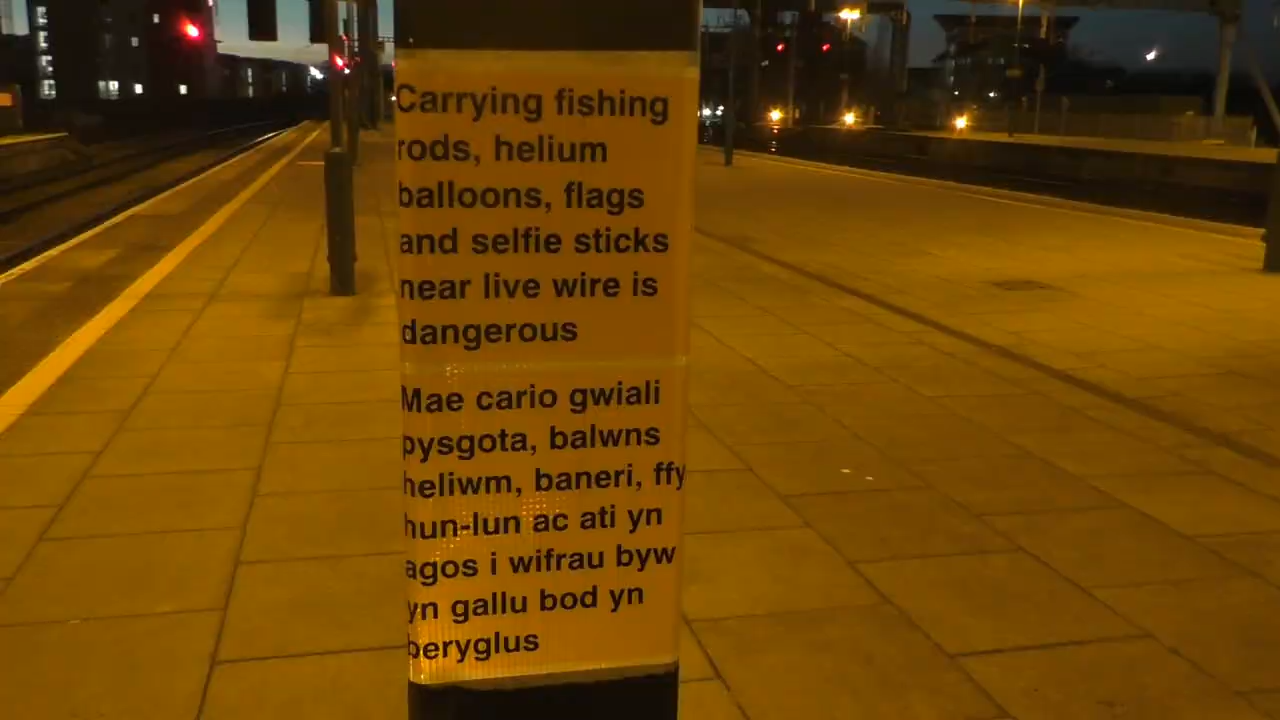 Carrying fishing
rods, helium
balloons, flags
and selfie sticks
near live wire is
dangerous
Mae cario gwiali
pysgota, balwns
heliwm, baneri, ffy
hun-lun ac ati yn
agos i wifrau byw
yn gallu bod yn
beryglus